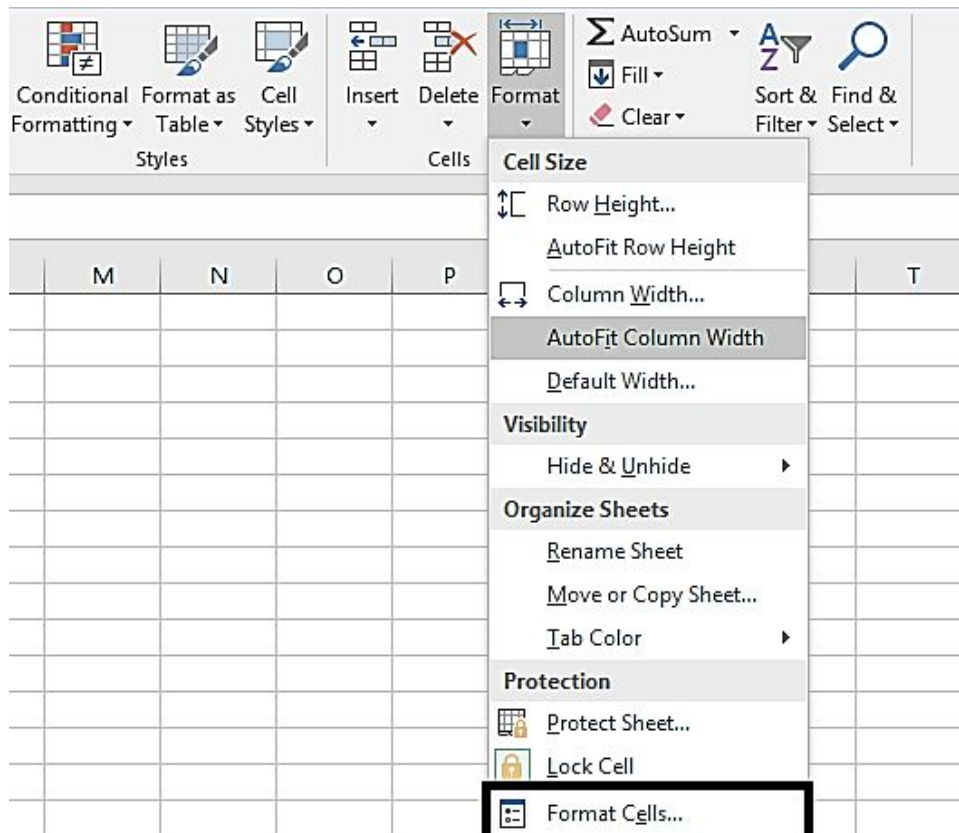 Conditional Formatting
Format as Table
Cell Styles
Styles
Insert
Delete
Format
Cells
AutoSum
Fill
Clear
Sort & Filter
Find & Select
M N O P T
Cell Size
Row Height...
AutoFit Row Height
Column Width...
AutoFit Column Width
Default Width...
Visibility
Hide & Unhide
Organize Sheets
Rename Sheet
Move or Copy Sheet...
Tab Color
Protection
Protect Sheet...
Lock Cell
Format Cells...